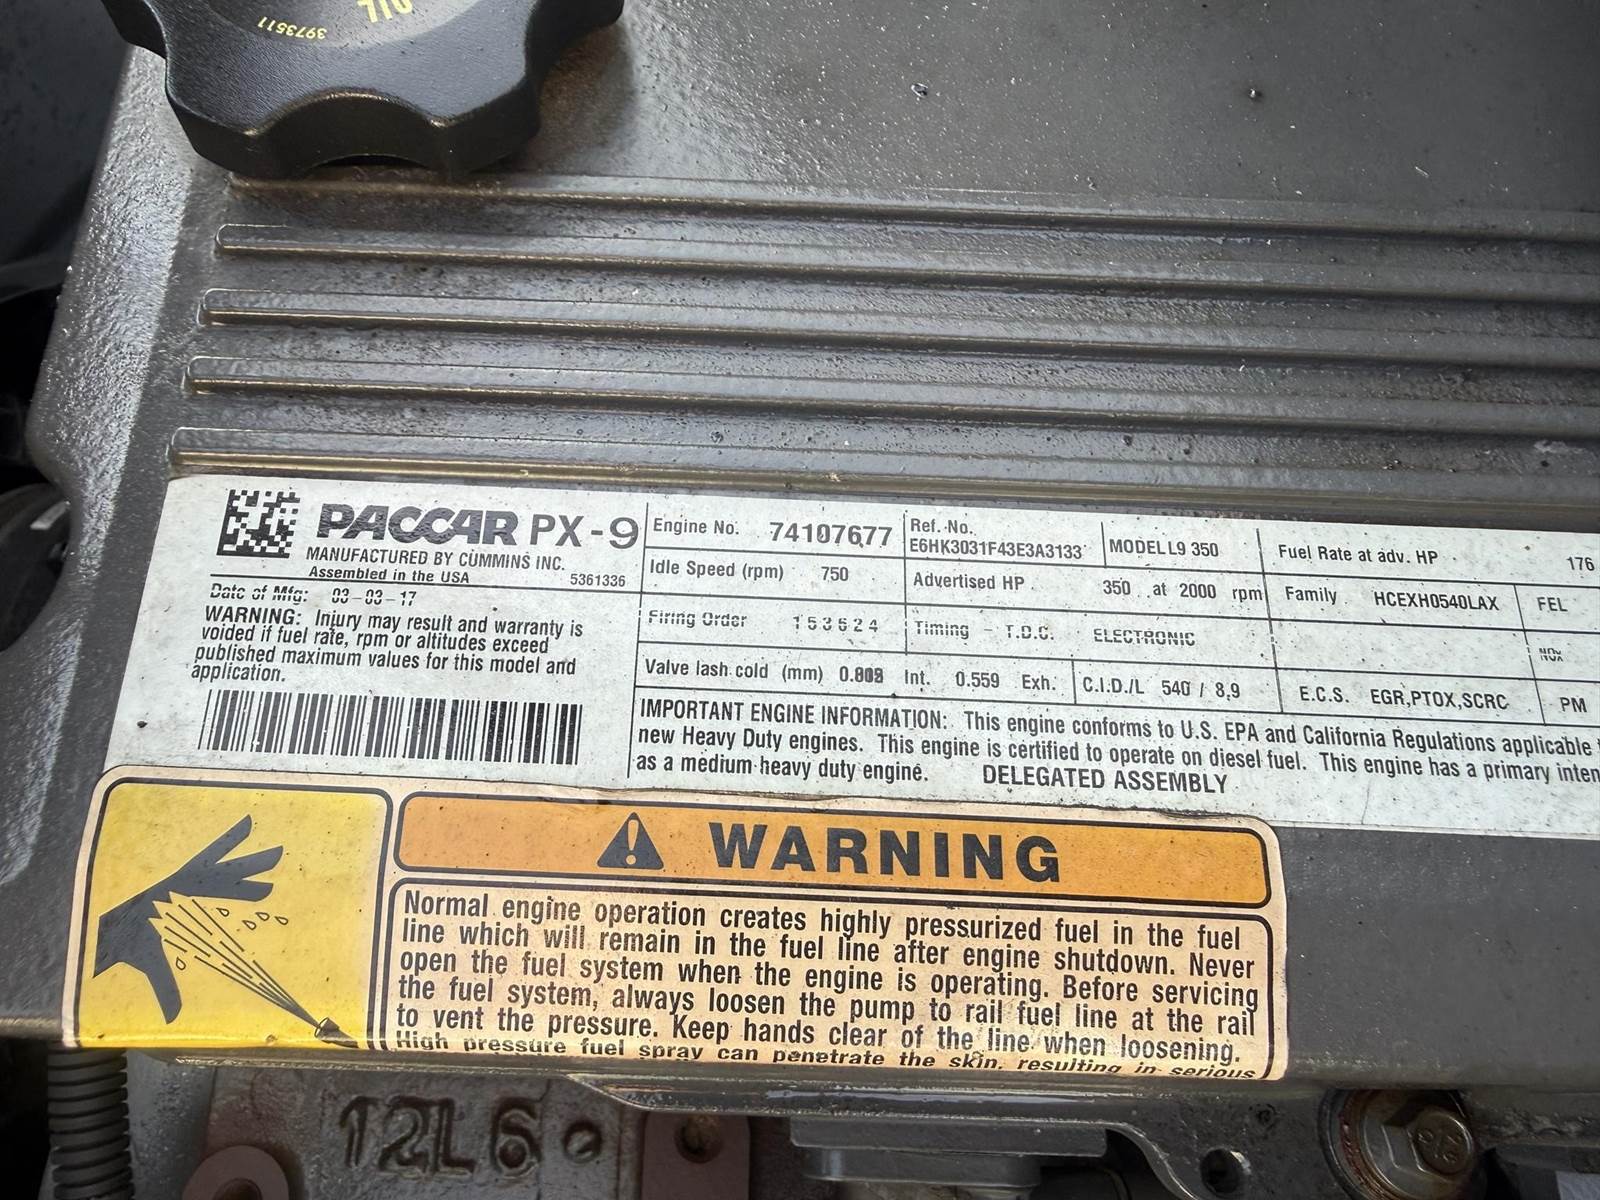 OIL
3973511
PACCAR PX-9
MANUFACTURED BY CUMMINS INC.
Assembled in the USA 5361336
Date of Mfg: 03-03-17
WARNING: Injury may result and warranty is
voided if fuel rate, rpm or altitudes exceed
published maximum values for this model and
application.
Engine No. 74107677
Ref. No.
E6HK3031F43E3A3133
MODEL L9 350
Fuel Rate at adv. HP 176
Idle Speed (rpm) 750
Advertised HP 350 at 2000 rpm
Family HCEXH0540LAX
FEL
Firing Order 153624
Timing - T.D.C. ELECTRONIC
NOx
Valve lash cold (mm) Int. 0.559 Exh.
C.I.D./L 540 / 8.9
E.C.S. EGR,PTOX,SCRC
PM
IMPORTANT ENGINE INFORMATION: This engine conforms to U.S. EPA and California Regulations applicable
new Heavy Duty engines. This engine is certified to operate on diesel fuel. This engine has a primary inten
as a medium heavy duty engine. DELEGATED ASSEMBLY
WARNING
Normal engine operation creates highly pressurized fuel in the fuel
line which will remain in the fuel line after engine shutdown. Never
open the fuel system when the engine is operating. Before servicing
the fuel system, always loosen the pump to rail fuel line at the rail
to vent the pressure. Keep hands clear of the line when loosening.
High pressure fuel spray can penetrate the skin, resulting in serious
12L6